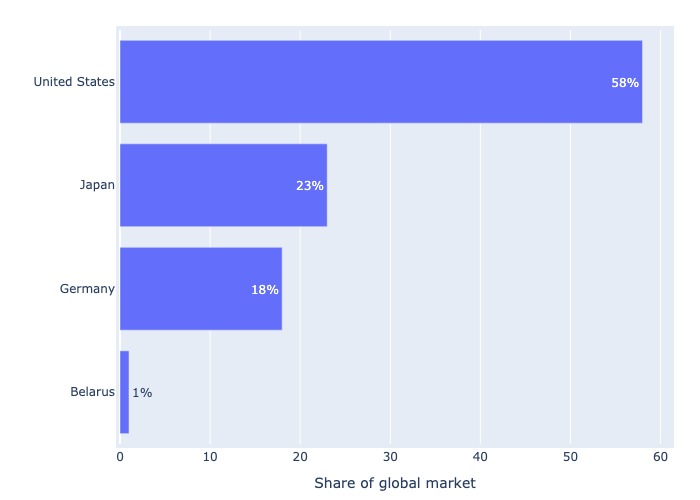 United States
58%
Japan
23%
Germany
18%
Belarus
1%
0 10 20 30 40 50 60
Share of global market